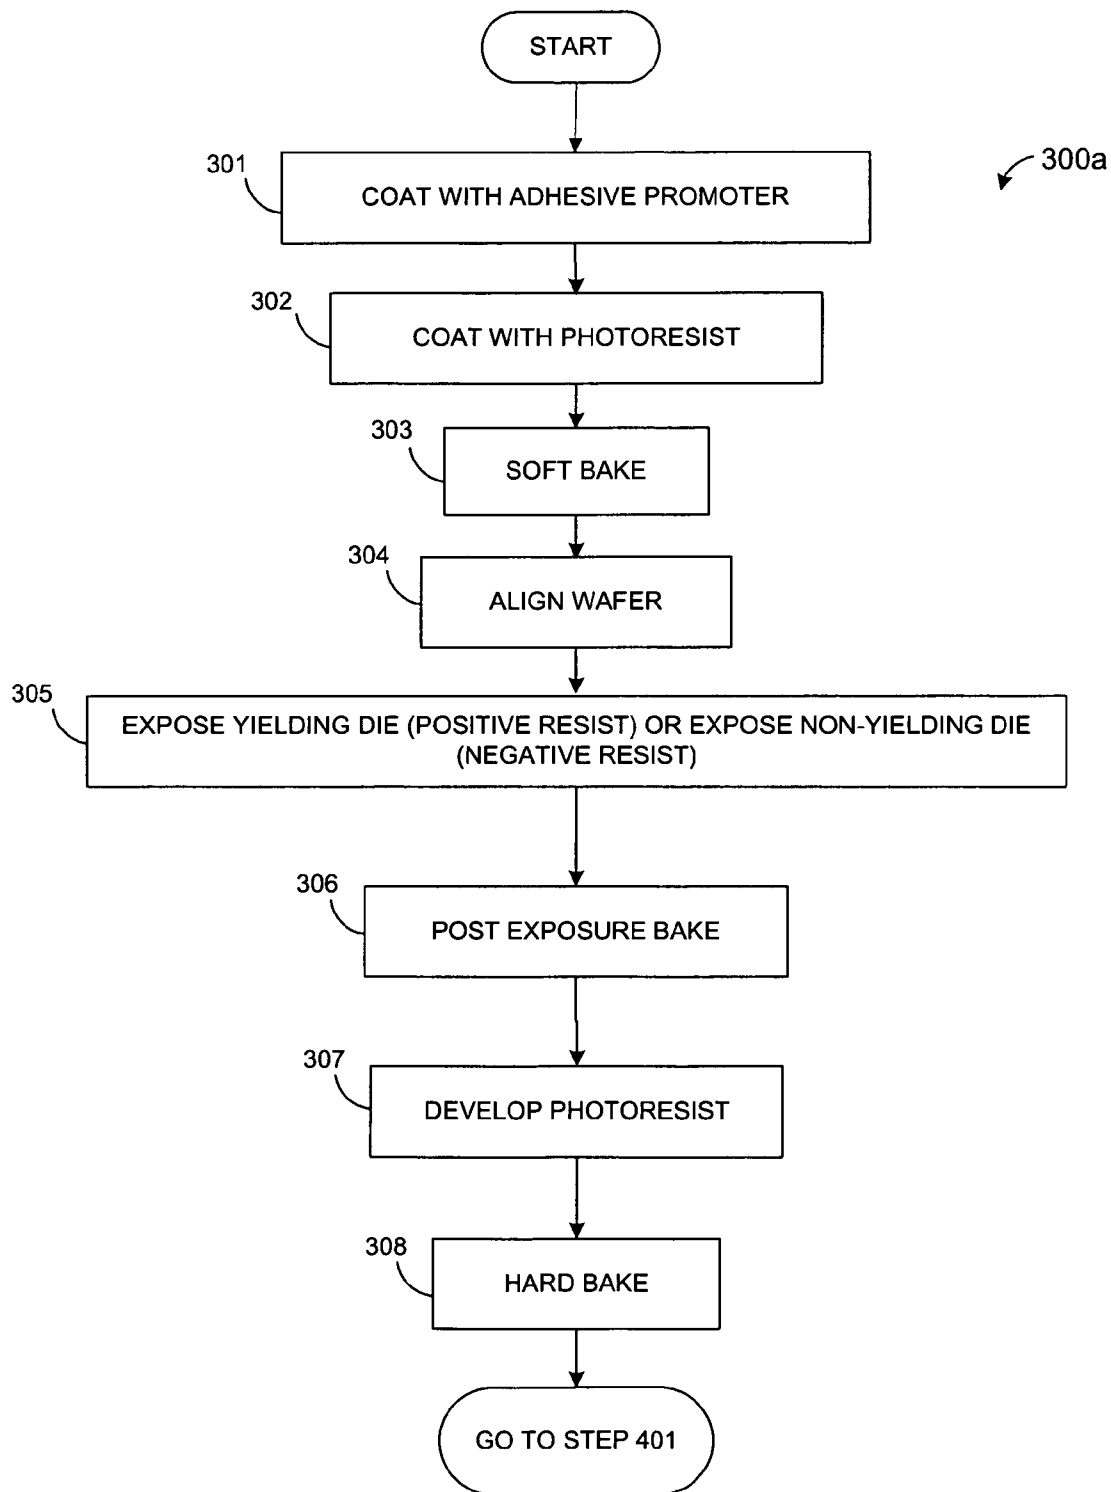 START
300a
301
COAT WITH ADHESIVE PROMOTER
302
COAT WITH PHOTORESIST
303
SOFT BAKE
304
ALIGN WAFER
305
EXPOSE YIELDING DIE (POSITIVE RESIST) OR EXPOSE NON-YIELDING DIE
(NEGATIVE RESIST)
306
POST EXPOSURE BAKE
307
DEVELOP PHOTORESIST
308
HARD BAKE
GO TO STEP 401